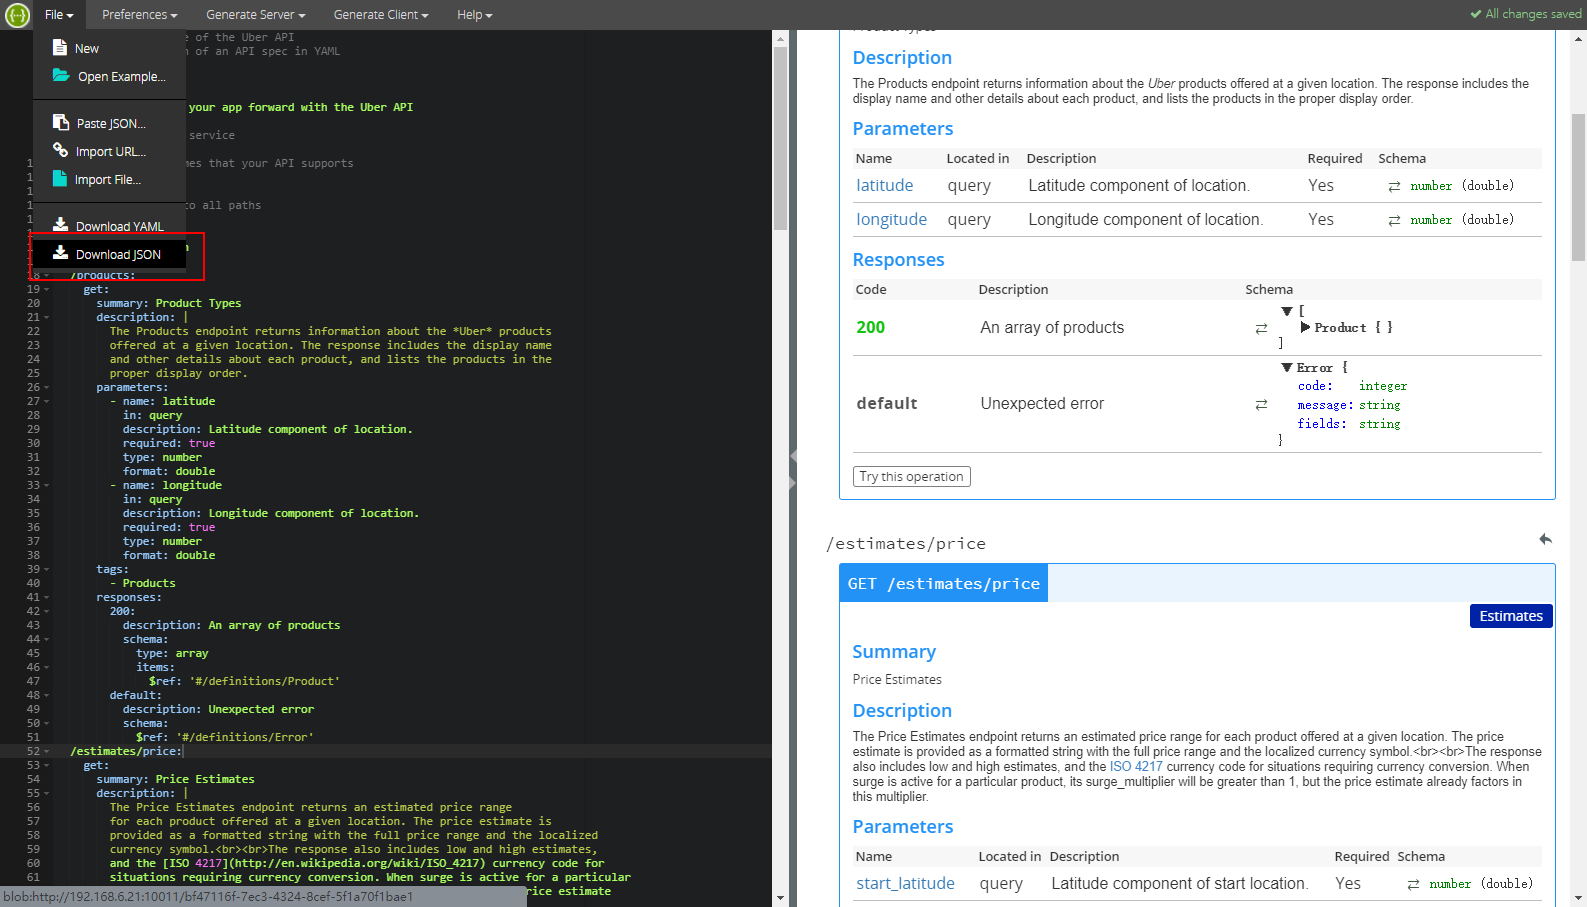 File Preferences Generate Server Generate Client Help All changes saved
New
Open Example...
Paste JSON...
Import URL...
Import File...
Download YAML
Download JSON
e of the Uber API
n of an API spec in YAML
your app forward with the Uber API
service
mes that your API supports
to all paths
18 /products:
19 get:
20 summary: Product Types
21 description: |
22 The Products endpoint returns information about the *Uber* products
23 offered at a given location. The response includes the display name
24 and other details about each product, and lists the products in the
25 proper display order.
26 parameters:
27 - name: latitude
28 in: query
29 description: Latitude component of location.
30 required: true
31 type: number
32 format: double
33 - name: longitude
34 in: query
35 description: Longitude component of location.
36 required: true
37 type: number
38 format: double
39 tags:
40 - Products
41 responses:
42 200:
43 description: An array of products
44 schema:
45 type: array
46 items:
47 $ref: '#/definitions/Product'
48 default:
49 description: Unexpected error
50 schema:
51 $ref: '#/definitions/Error'
52 /estimates/price:
53 get:
54 summary: Price Estimates
55 description: |
56 The Price Estimates endpoint returns an estimated price range
57 for each product offered at a given location. The price estimate is
58 provided as a formatted string with the full price range and the localized
59 currency symbol.<br><br>The response also includes low and high estimates,
60 and the [ISO 4217](http://en.wikipedia.org/wiki/ISO_4217) currency code for
61 situations requiring currency conversion. When surge is active for a particular
rice estimate
blob:http://192.168.6.21:10011/bf47116f-7ec3-4324-8cef-5f1a70f1bae1
Product Types
Description
The Products endpoint returns information about the Uber products offered at a given location. The response includes the
display name and other details about each product, and lists the products in the proper display order.
Parameters
Name Located in Description Required Schema
latitude query Latitude component of location. Yes ⇄ number (double)
longitude query Longitude component of location. Yes ⇄ number (double)
Responses
Code Description Schema
200 An array of products ⇄ ▼[
▶Product { }
]
default Unexpected error ⇄ ▼Error {
code: integer
message: string
fields: string
}
Try this operation
/estimates/price
GET /estimates/price
Estimates
Summary
Price Estimates
Description
The Price Estimates endpoint returns an estimated price range for each product offered at a given location. The price
estimate is provided as a formatted string with the full price range and the localized currency symbol.<br><br>The response
also includes low and high estimates, and the ISO 4217 currency code for situations requiring currency conversion. When
surge is active for a particular product, its surge_multiplier will be greater than 1, but the price estimate already factors in
this multiplier.
Parameters
Name Located in Description Required Schema
start_latitude query Latitude component of start location. Yes ⇄ number (double)